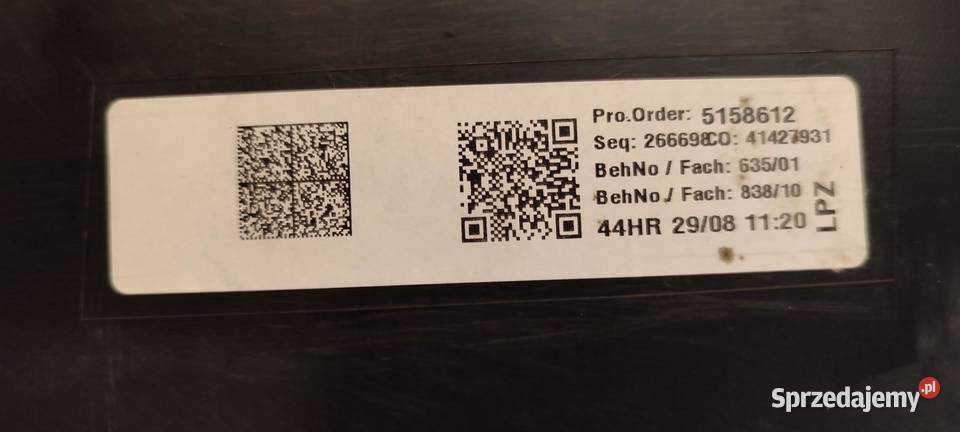 Pro.Order: 5158612
Seq: 266698CO: 41427931
BehNo / Fach: 635/01
BehNo / Fach: 838/10
44HR 29/08 11:20
LPZ
Sprzedajemy.pl